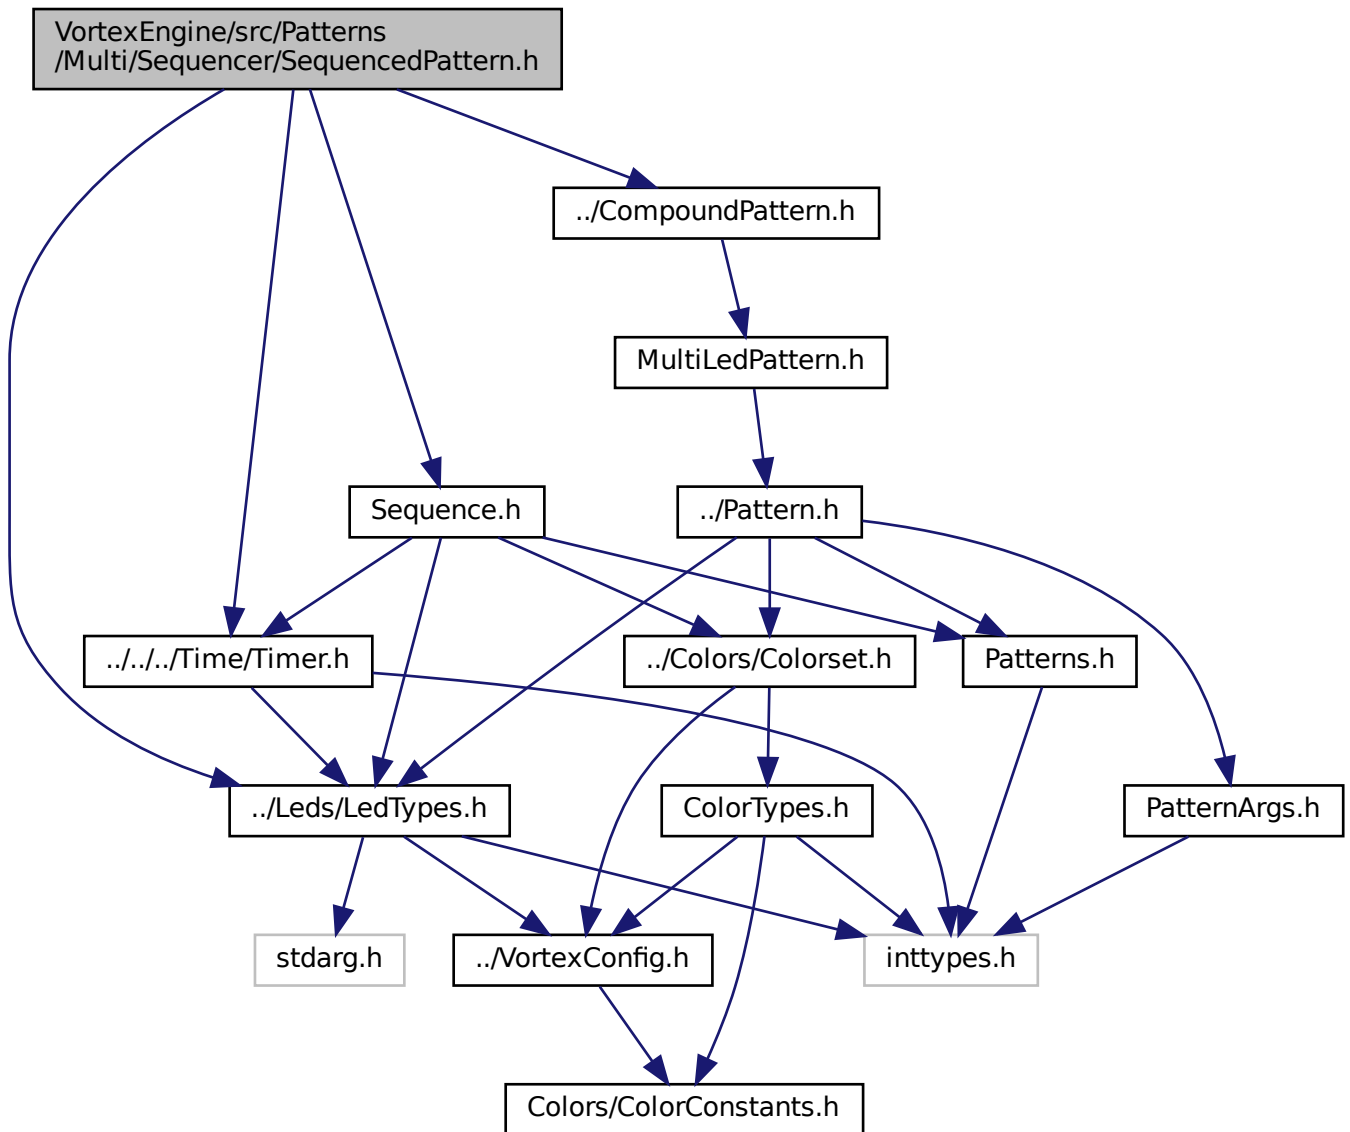 VortexEngine/src/Patterns
/Multi/Sequencer/SequencedPattern.h
../CompoundPattern.h
MultiLedPattern.h
Sequence.h
../Pattern.h
../../../Time/Timer.h
../Colors/Colorset.h
Patterns.h
../Leds/LedTypes.h
ColorTypes.h
PatternArgs.h
stdarg.h
../VortexConfig.h
inttypes.h
Colors/ColorConstants.h